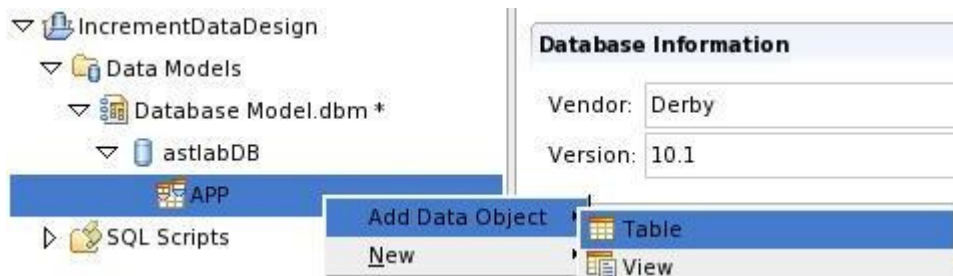 IncrementDataDesign
Data Models
Database Model.dbm *
astlabDB
APP
SQL Scripts
Database Information
Vendor: Derby
Version: 10.1
Add Data Object
New
Table
View